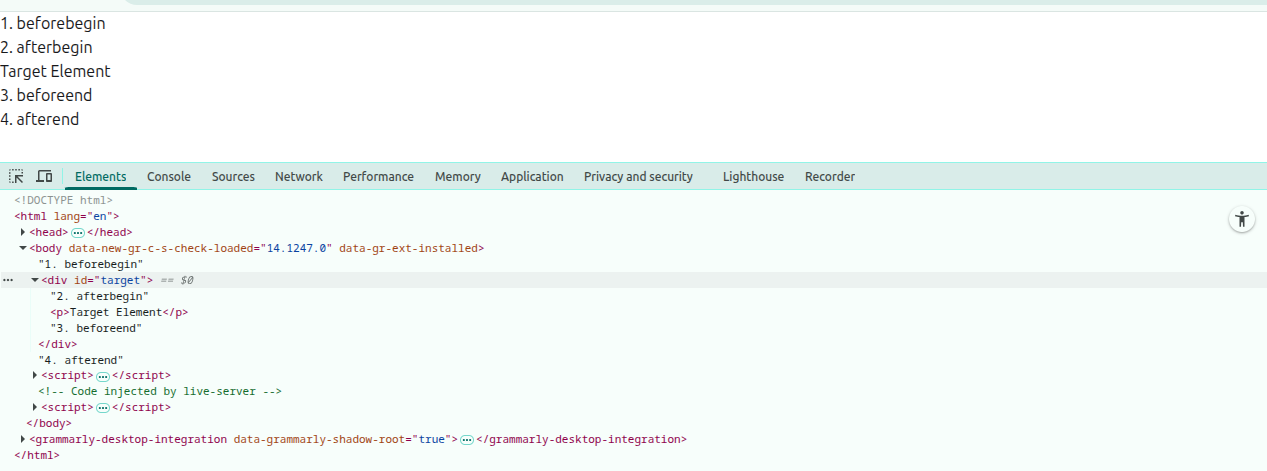 1. beforebegin
2. afterbegin
Target Element
3. beforeend
4. afterend
Elements Console Sources Network Performance Memory Application Privacy and security Lighthouse Recorder
<!DOCTYPE html>
<html lang="en">
<head> ⋯ </head>
<body data-new-gr-c-s-check-loaded="14.1247.0" data-gr-ext-installed>
"1. beforebegin"
⋯ <div id="target"> == $0
"2. afterbegin"
<p>Target Element</p>
"3. beforeend"
</div>
"4. afterend"
<script> ⋯ </script>
<!-- Code injected by live-server -->
<script> ⋯ </script>
</body>
<grammarly-desktop-integration data-grammarly-shadow-root="true"> ⋯ </grammarly-desktop-integration>
</html>